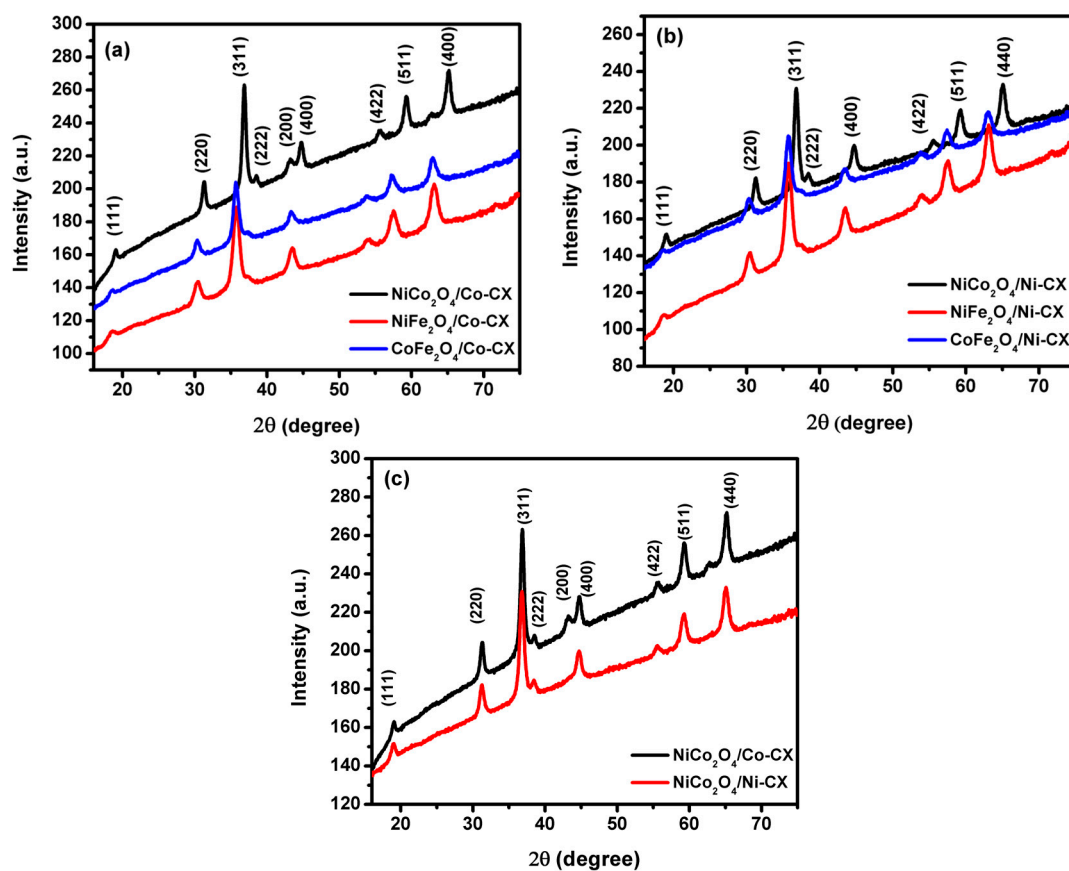 (a)
300
280
260
240
220
200
180
160
140
120
100
Intensity (a.u.)
(111)
(220)
(311)
(222)
(200)
(400)
(422)
(511)
(400)
NiCo₂O₄/Co-CX
NiFe₂O₄/Co-CX
CoFe₂O₄/Co-CX
20 30 40 50 60 70
2θ (degree)
(b)
260
240
220
200
180
160
140
120
100
80
Intensity (a.u.)
(111)
(220)
(311)
(222)
(400)
(422)
(511)
(440)
NiCo₂O₄/Ni-CX
NiFe₂O₄/Ni-CX
CoFe₂O₄/Ni-CX
20 30 40 50 60 70
2θ (degree)
(c)
300
280
260
240
220
200
180
160
140
120
Intensity (a.u.)
(111)
(220)
(311)
(222)
(200)
(400)
(422)
(511)
(440)
NiCo₂O₄/Co-CX
NiCo₂O₄/Ni-CX
20 30 40 50 60 70
2θ (degree)